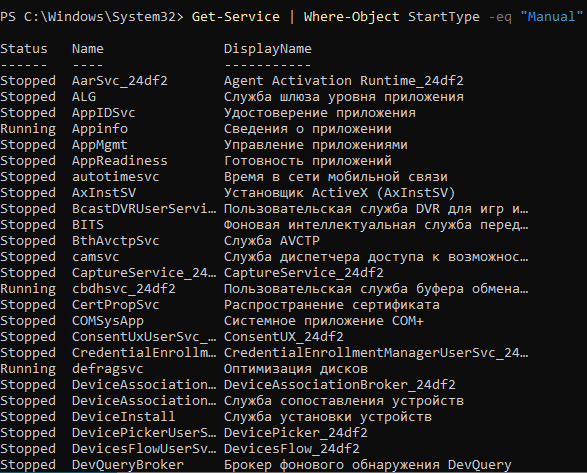 PS C:\Windows\System32> Get-Service | Where-Object StartType -eq "Manual"
Status Name DisplayName
------ ---- -----------
Stopped AarSvc_24df2 Agent Activation Runtime_24df2
Stopped ALG Служба шлюза уровня приложения
Stopped AppIDSvc Удостоверение приложения
Running Appinfo Сведения о приложении
Stopped AppMgmt Управление приложениями
Stopped AppReadiness Готовность приложений
Stopped autotimesvc Время в сети мобильной связи
Stopped AxInstSV Установщик ActiveX (AxInstSV)
Stopped BcastDVRUserServi… Пользовательская служба DVR для игр и…
Stopped BITS Фоновая интеллектуальная служба перед…
Stopped BthAvctpSvc Служба AVCTP
Stopped camsvc Служба диспетчера доступа к возможнос…
Stopped CaptureService_24… CaptureService_24df2
Running cbdhsvc_24df2 Пользовательская служба буфера обмена…
Stopped CertPropSvc Распространение сертификата
Stopped COMSysApp Системное приложение COM+
Stopped ConsentUxUserSvc_… ConsentUX_24df2
Stopped CredentialEnrollm… CredentialEnrollmentManagerUserSvc_24…
Running defragsvc Оптимизация дисков
Stopped DeviceAssociation… DeviceAssociationBroker_24df2
Stopped DeviceAssociation… Служба сопоставления устройств
Stopped DeviceInstall Служба установки устройств
Stopped DevicePickerUserS… DevicePicker_24df2
Stopped DevicesFlowUserSv… DevicesFlow_24df2
Stopped DevQueryBroker Брокер фонового обнаружения DevQuery